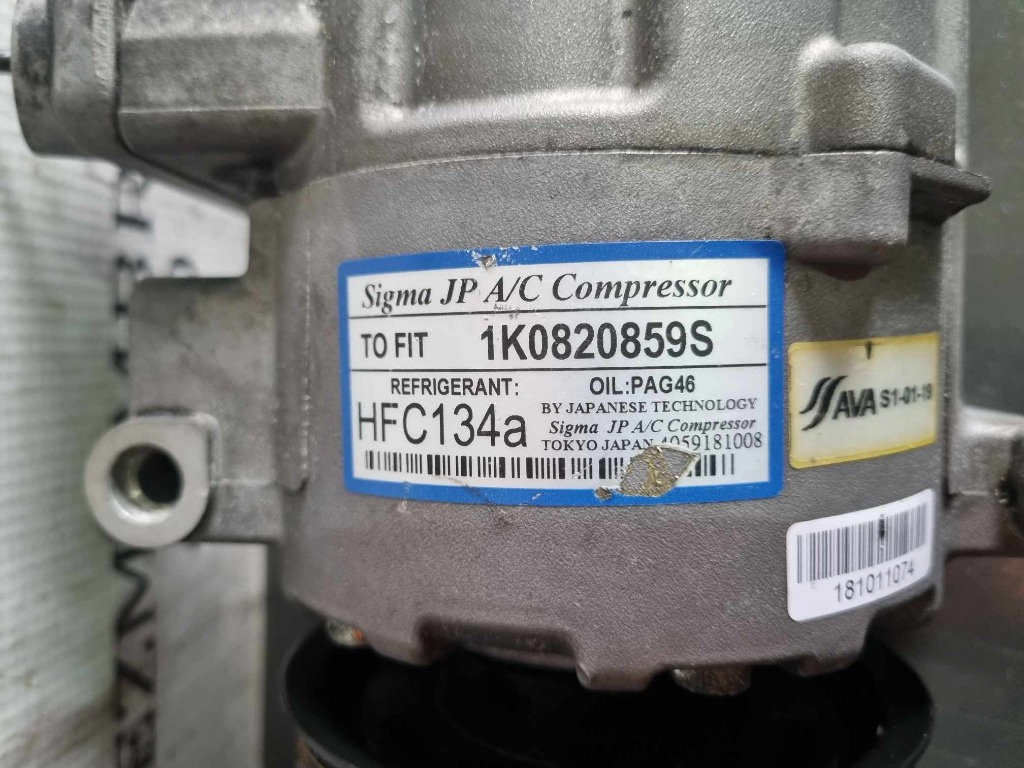 Sigma JP A/C Compressor
TO FIT 1K0820859S
REFRIGERANT:
HFC134a
OIL:PAG46
BY JAPANESE TECHNOLOGY
Sigma JP A/C Compressor
TOKYO JAPAN 4059181008
AVA S1-01-19
181011074